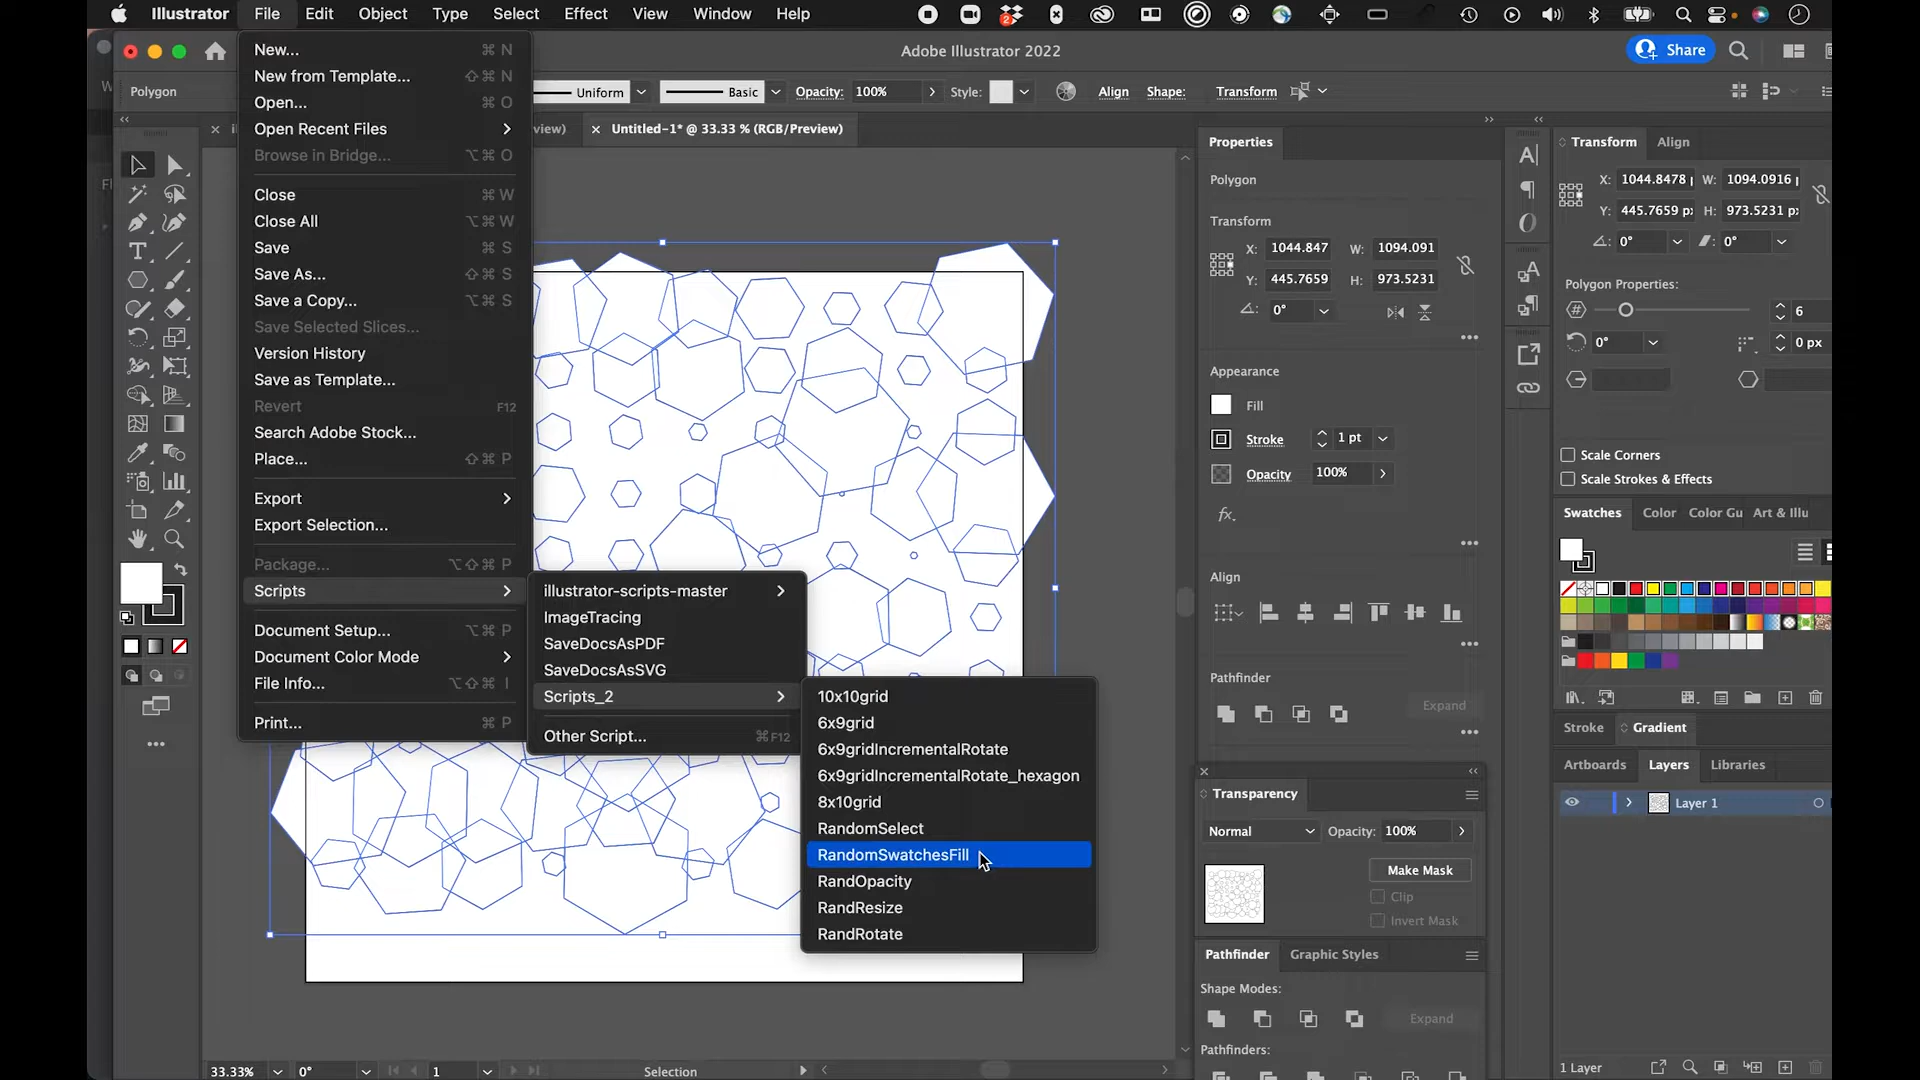 Illustrator File Edit Object Type Select Effect View Window Help
2
Adobe Illustrator 2022
Share
Polygon
Uniform
Basic
Opacity: 100%
Style:
Align
Shape:
Transform
Untitled-1* @ 33.33 % (RGB/Preview)
New... ⌘ N
New from Template... ⇧⌘ N
Open... ⌘ O
Open Recent Files
Browse in Bridge... ⌥⌘ O
Close ⌘ W
Close All ⌥⌘ W
Save ⌘ S
Save As... ⇧⌘ S
Save a Copy... ⌥⌘ S
Save Selected Slices...
Version History
Save as Template...
Revert F12
Search Adobe Stock...
Place... ⇧⌘ P
Export
Export Selection...
Package... ⌥⇧⌘ P
Scripts
Document Setup... ⌥⌘ P
Document Color Mode
File Info... ⌥⇧⌘ I
Print... ⌘ P
illustrator-scripts-master
ImageTracing
SaveDocsAsPDF
SaveDocsAsSVG
Scripts_2
Other Script... ⌘F12
10x10grid
6x9grid
6x9gridIncrementalRotate
6x9gridIncrementalRotate_hexagon
8x10grid
RandomSelect
RandomSwatchesFill
RandOpacity
RandResize
RandRotate
Properties
Polygon
Transform
X: 1044.847 W: 1094.091
Y: 445.7659 H: 973.5231
0°
Appearance
Fill
Stroke 1 pt
Opacity 100%
fx.
Align
Pathfinder
Expand
Transparency
Normal Opacity: 100%
Make Mask
Clip
Invert Mask
Pathfinder Graphic Styles
Shape Modes:
Expand
Pathfinders:
Transform Align
X: 1044.8478 W: 1094.0916
Y: 445.7659 px H: 973.5231 px
0° 0°
Polygon Properties:
6
0° 0 px
Scale Corners
Scale Strokes & Effects
Swatches Color Color Gu Art & Illu
Stroke Gradient
Artboards Layers Libraries
Layer 1
1 Layer
33.33% 0° 1 Selection